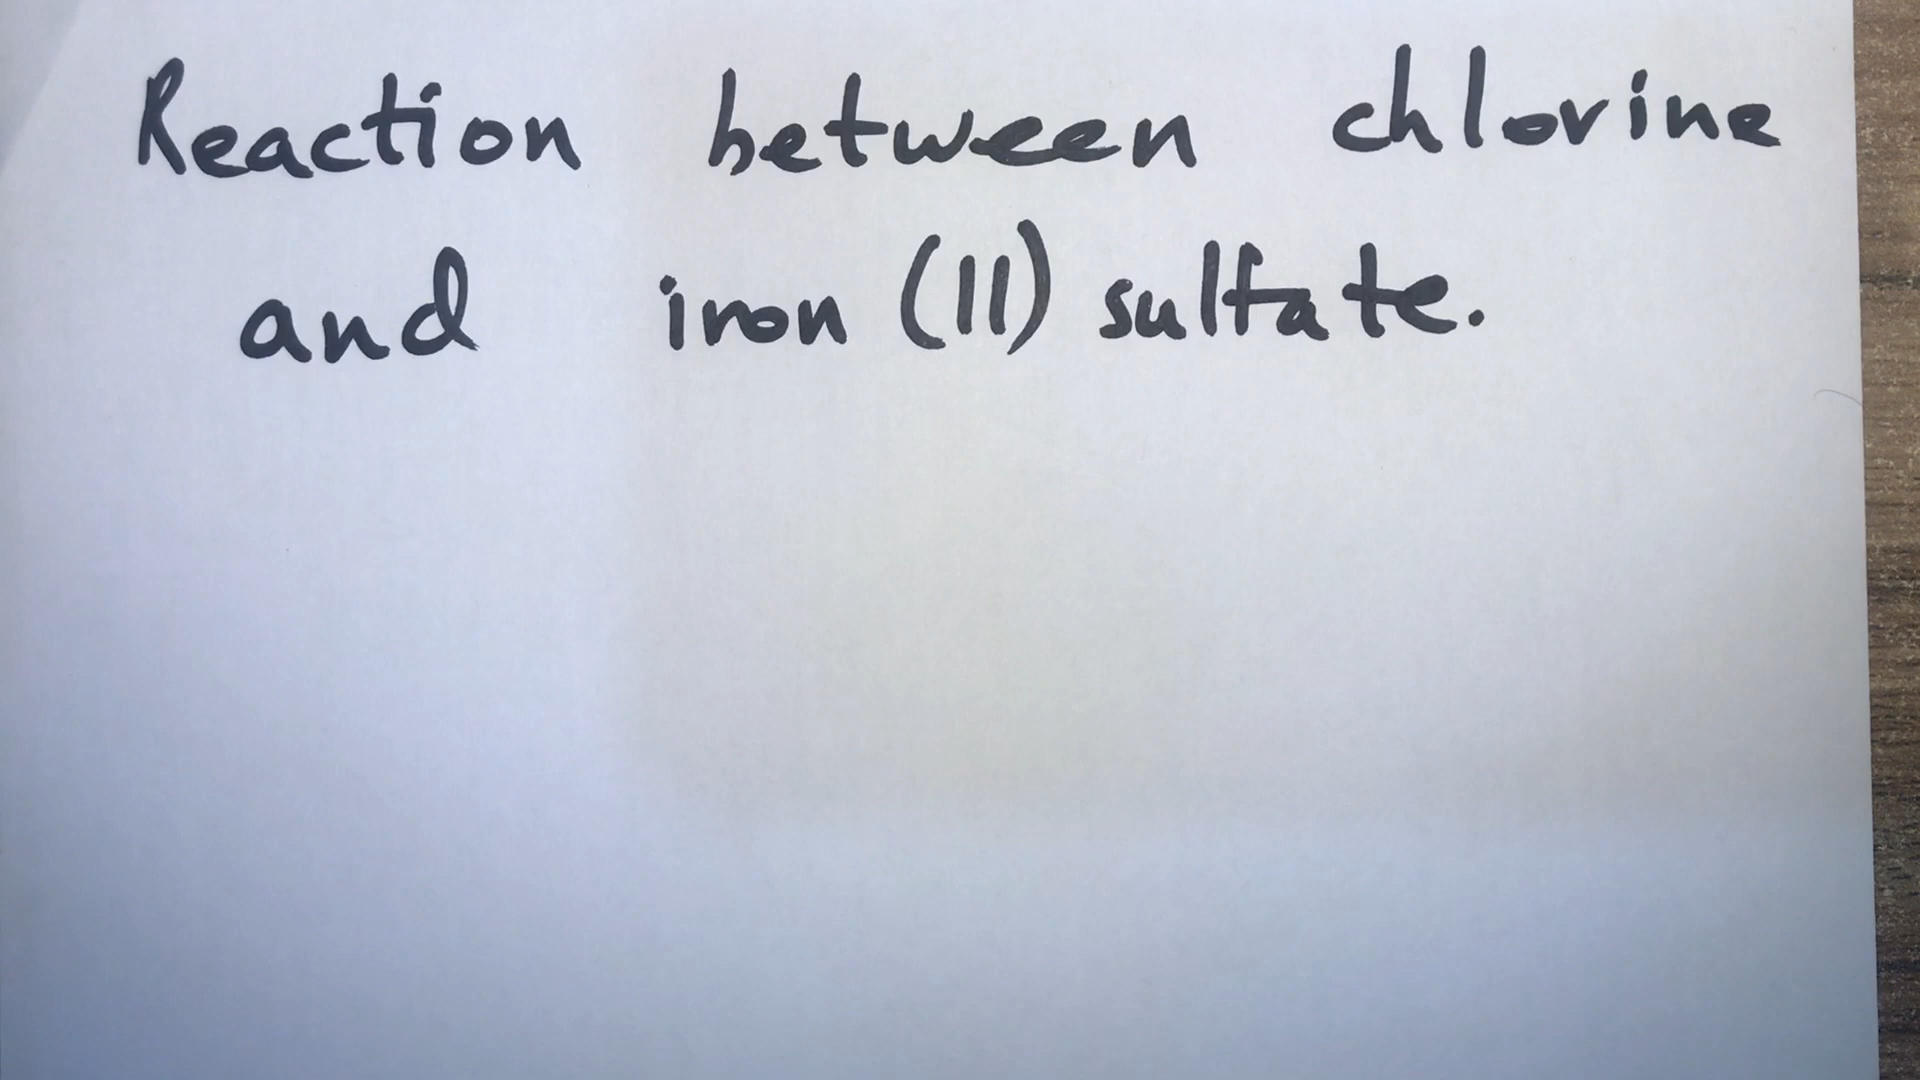 Reaction between chlorine
and iron (II) sulfate.